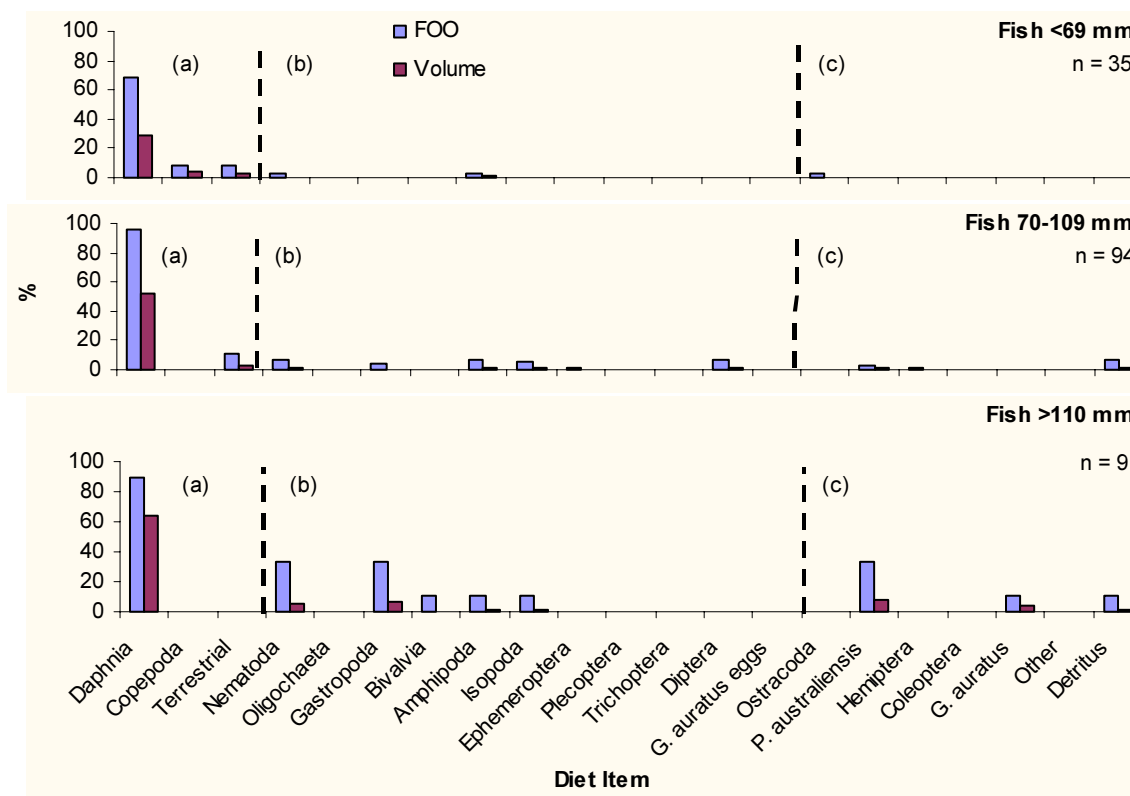 FOO
Volume
Fish <69 mm
n = 35
(a)
(b)
(c)
100
80
60
40
20
0
Fish 70-109 mm
n = 94
(a)
(b)
(c)
100
80
60
40
20
0
%
Fish >110 mm
n = 9
(a)
(b)
(c)
100
80
60
40
20
0
Daphnia
Copepoda
Terrestrial
Nematoda
Oligochaeta
Gastropoda
Bivalvia
Amphipoda
Isopoda
Ephemeroptera
Plecoptera
Trichoptera
Diptera
G. auratus eggs
Ostracoda
P. australiensis
Hemiptera
Coleoptera
G. auratus
Other
Detritus
Diet Item